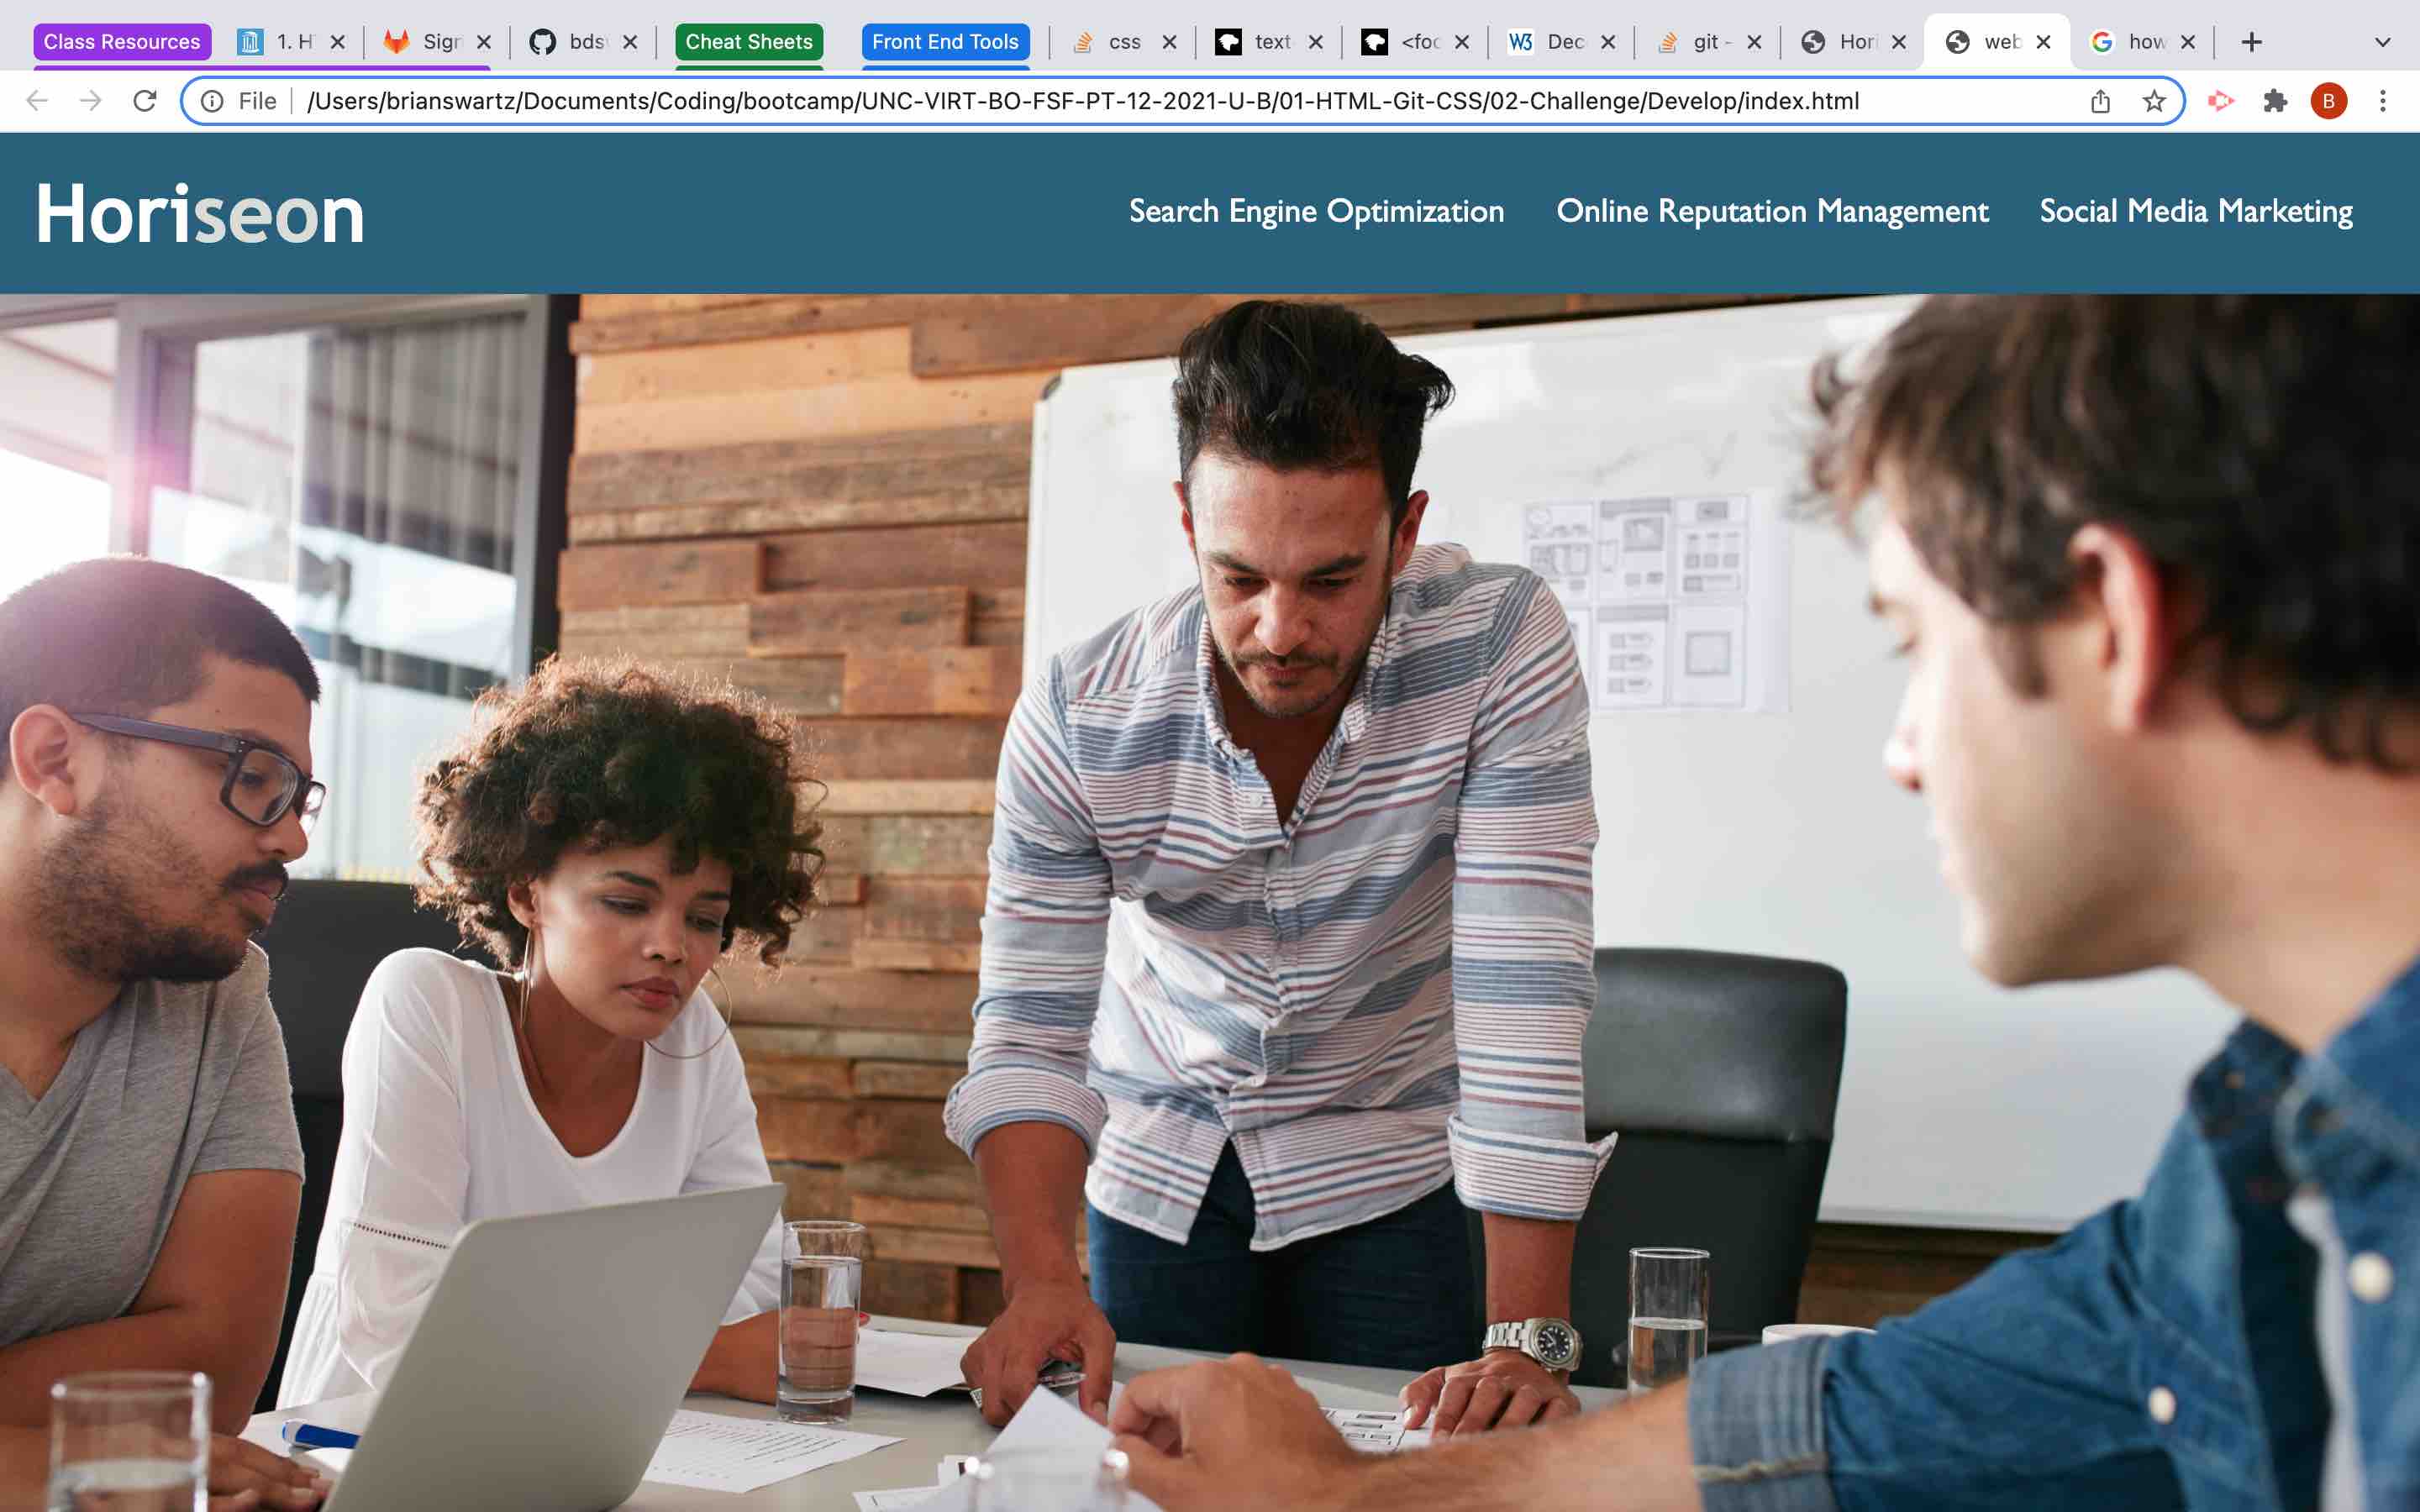 Class Resources 1. H Sign bds Cheat Sheets Front End Tools css text <foc W3 Dec git - Hori web how
File /Users/brianswartz/Documents/Coding/bootcamp/UNC-VIRT-BO-FSF-PT-12-2021-U-B/01-HTML-Git-CSS/02-Challenge/Develop/index.html B
Horiseon Search Engine Optimization Online Reputation Management Social Media Marketing